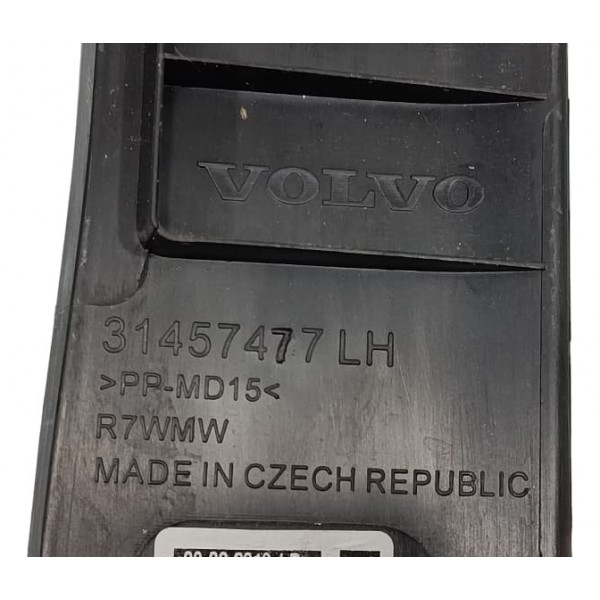 VOLVO
31457477 LH
>PP-MD15<
R7WMW
MADE IN CZECH REPUBLIC